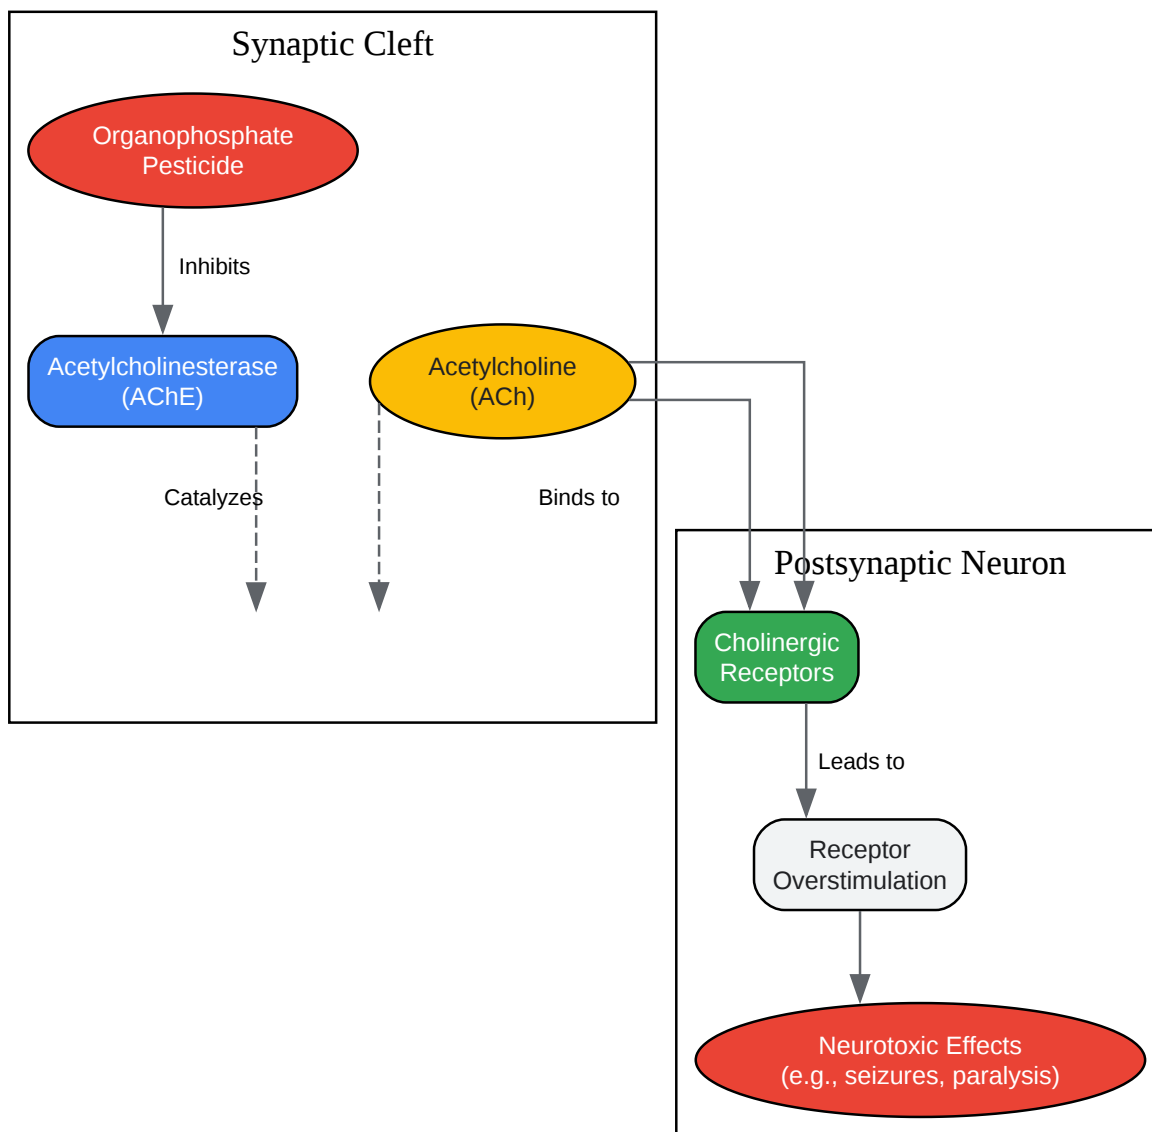 Synaptic Cleft
Organophosphate
Pesticide
Inhibits
Acetylcholinesterase
(AChE)
Acetylcholine
(ACh)
Catalyzes
Binds to
Postsynaptic Neuron
Cholinergic
Receptors
Leads to
Receptor
Overstimulation
Neurotoxic Effects
(e.g., seizures, paralysis)